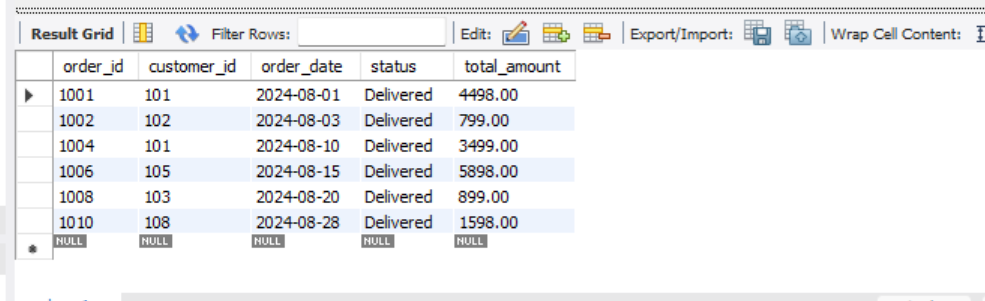 Result Grid Filter Rows: Edit: Export/Import: Wrap Cell Content:
order_id customer_id order_date status total_amount
1001 101 2024-08-01 Delivered 4498.00
1002 102 2024-08-03 Delivered 799.00
1004 101 2024-08-10 Delivered 3499.00
1006 105 2024-08-15 Delivered 5898.00
1008 103 2024-08-20 Delivered 899.00
1010 108 2024-08-28 Delivered 1598.00
NULL NULL NULL NULL NULL